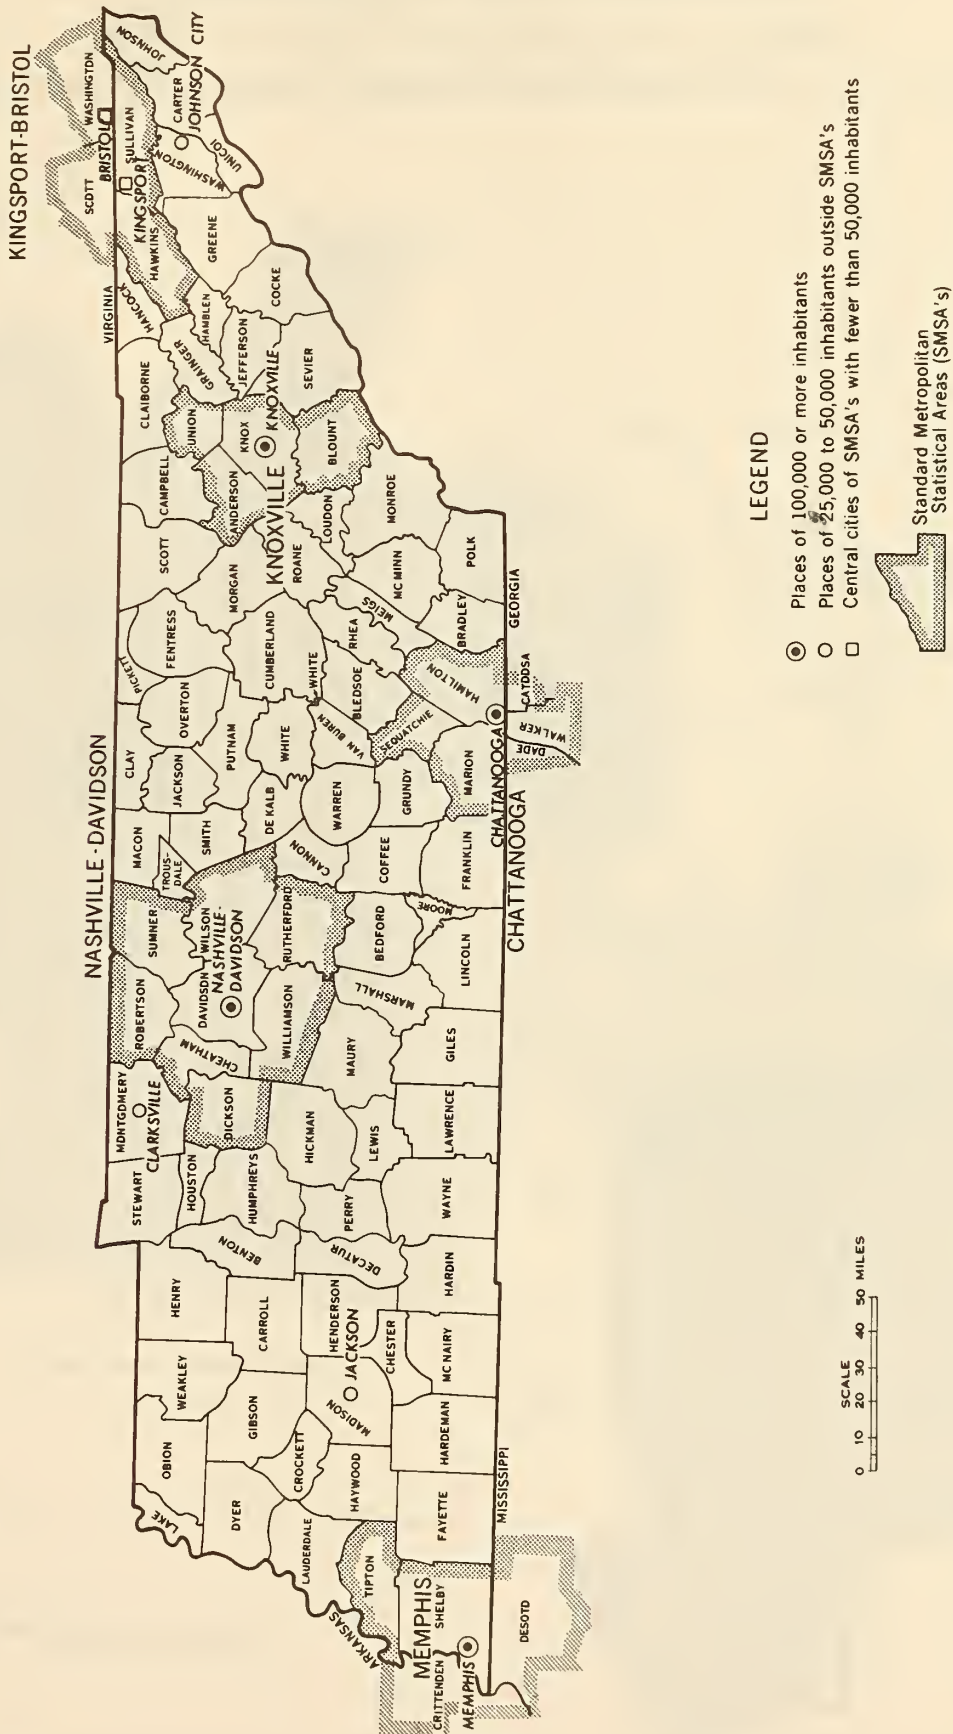 KINGSPORT-BRISTOL
NASHVILLE - DAVIDSON
VIRGINIA
SCDTT
WASHINGTDN
BRISTOL
KINGSPORT
SULLIVAN
JOHNSON
CARTER
JOHNSON CITY
WASHINGTON
UNICOI
HAWKINS
HANCOCK
GREENE
HAMBLEN
COCKE
GRAINGER
JEFFERSON
SEVIER
CLAIBORNE
UNION
KNOX
KNOXVILLE
KNOXVILLE
BLOUNT
CAMPBELL
ANDERSON
LOUDON
MONROE
SCOTT
MORGAN
ROANE
MC MINN
POLK
MEIGS
BRADLEY
GEORGIA
PICKETT
FENTRESS
CUMBERLAND
RHEA
HAMILTON
CATDDSA
OVERTON
WHITE
BLEDSOE
CLAY
JACKSON
PUTNAM
WHITE
VAN BUREN
SEQUATCHIE
MARION
WALKER
DADE
CHATTANOOGA
CHATTANOOGA
MACON
TROUS-
DALE
SMITH
DE KALB
WARREN
GRUNDY
CANNON
COFFEE
FRANKLIN
SUMNER
WILSON
NASHVILLE-
DAVIDSON
DAVIDSDN
RUTHERFDRD
BEDFORD
MOORE
LINCOLN
ROBERTSON
CHEATHAM
WILLIAMSON
MARSHALL
MAURY
GILES
MDNTGDMERY
CLARKSVILLE
DICKSON
HICKMAN
LEWIS
LAWRENCE
STEWART
HOUSTON
HUMPHREYS
PERRY
WAYNE
BENTON
DECATUR
HARDIN
HENRY
CARROLL
HENDERSON
CHESTER
MC NAIRY
WEAKLEY
GIBSON
MADISON
JACKSON
HARDEMAN
OBION
CROCKETT
HAYWOOD
LAKE
DYER
LAUDERDALE
FAYETTE
MISSISSIPPI
TIPTON
ARKANSAS
MEMPHIS
SHELBY
CRITTENDEN
MEMPHIS
DESOTD
LEGEND
Places of 100,000 or more inhabitants
Places of 25,000 to 50,000 inhabitants outside SMSA's
Central cities of SMSA's with fewer than 50,000 inhabitants
Standard Metropolitan
Statistical Areas (SMSA's)
SCALE
0 10 20 30 40 50 MILES